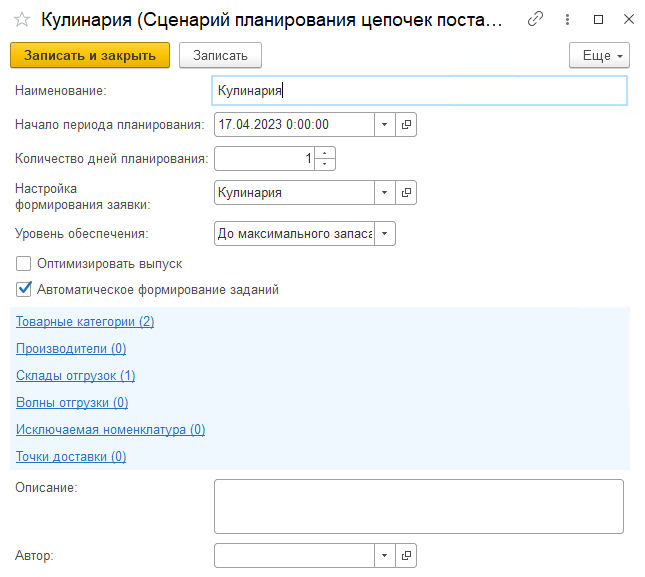 Кулинария (Сценарий планирования цепочек поста...
Записать и закрыть
Записать
Еще
Наименование:
Кулинария
Начало периода планирования:
17.04.2023 0:00:00
Количество дней планирования:
1
Настройка
формирования заявки:
Кулинария
Уровень обеспечения:
До максимального запаса
Оптимизировать выпуск
Автоматическое формирование заданий
Товарные категории (2)
Производители (0)
Склады отгрузок (1)
Волны отгрузки (0)
Исключаемая номенклатура (0)
Точки доставки (0)
Описание:
Автор: